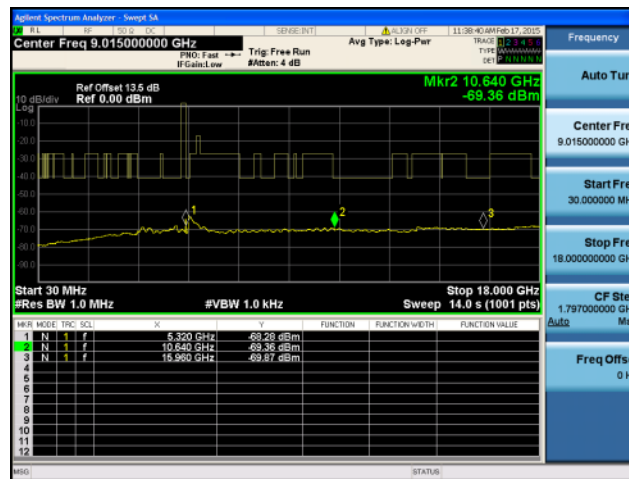 Agilent Spectrum Analyzer - Swept SA
RL RF 50 Ω DC SENSE:INT ALIGN OFF 11:38:40 AM Feb 17, 2015
Center Freq 9.015000000 GHz Avg Type: Log-Pwr TRACE 1 2 3 4 5 6
PNO: Fast Trig: Free Run TYPE
IFGain:Low #Atten: 4 dB DET P N N N N N
Mkr2 10.640 GHz
Ref Offset 13.5 dB
10 dB/div Ref 0.00 dBm -69.36 dBm
Log
-10.0
-20.0
-30.0
-40.0
-50.0
-60.0
-70.0
-80.0
-90.0
1
2
3
Start 30 MHz Stop 18.000 GHz
#Res BW 1.0 MHz #VBW 1.0 kHz Sweep 14.0 s (1001 pts)
MKR MODE TRC SCL X Y FUNCTION FUNCTION WIDTH FUNCTION VALUE
1 N 1 f 5.320 GHz -68.28 dBm
2 N 1 f 10.640 GHz -69.36 dBm
3 N 1 f 15.960 GHz -69.87 dBm
4
5
6
7
8
9
10
11
12
MSG STATUS
Frequency
Auto Tun
Center Fre
9.015000000 GH
Start Fre
30.000000 MH
Stop Fre
18.000000000 GH
CF Ste
1.797000000 GH
Auto Ma
Freq Offs
0 H